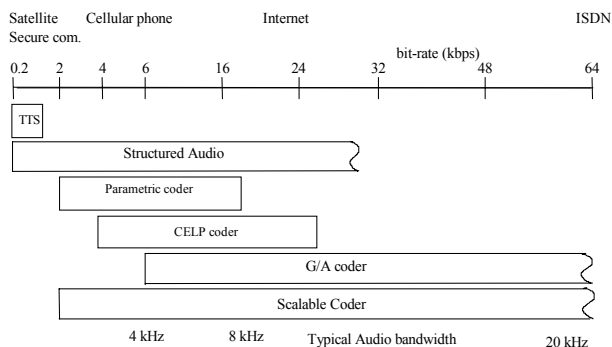 Satellite Cellular phone Internet ISDN
Secure com.
bit-rate (kbps)
0.2 2 4 6 16 24 32 48 64
TTS
Structured Audio
Parametric coder
CELP coder
G/A coder
Scalable Coder
4 kHz 8 kHz Typical Audio bandwidth 20 kHz